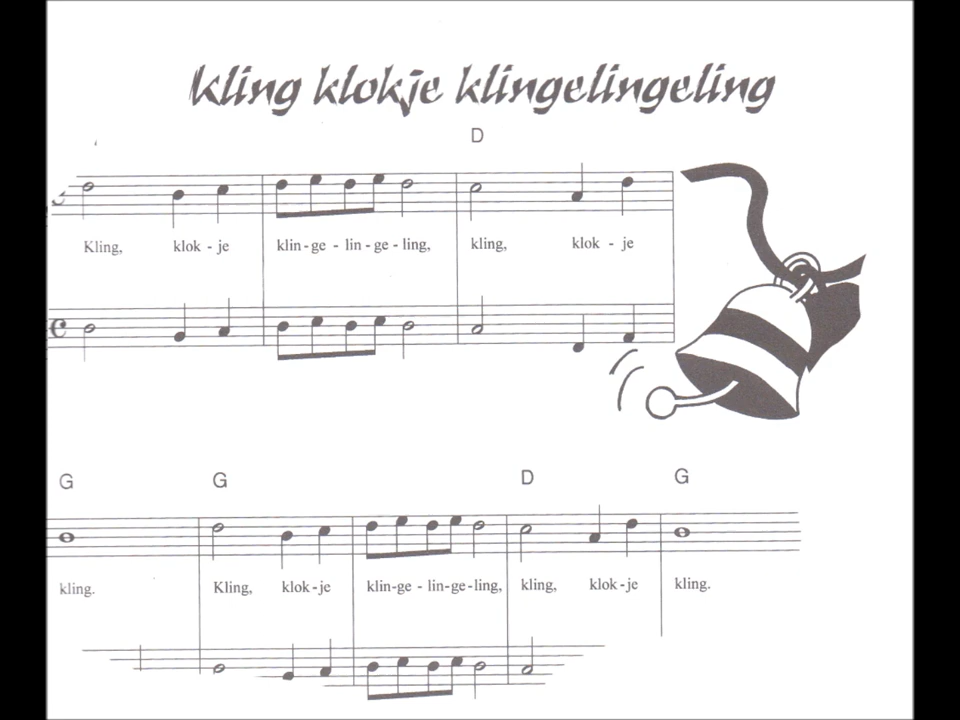 kling klokje klingelingeling
D
Kling, klok - je klin - ge - lin - ge - ling, kling, klok - je
G G D G
kling. Kling, klok - je klin - ge - lin - ge - ling, kling, klok - je kling.